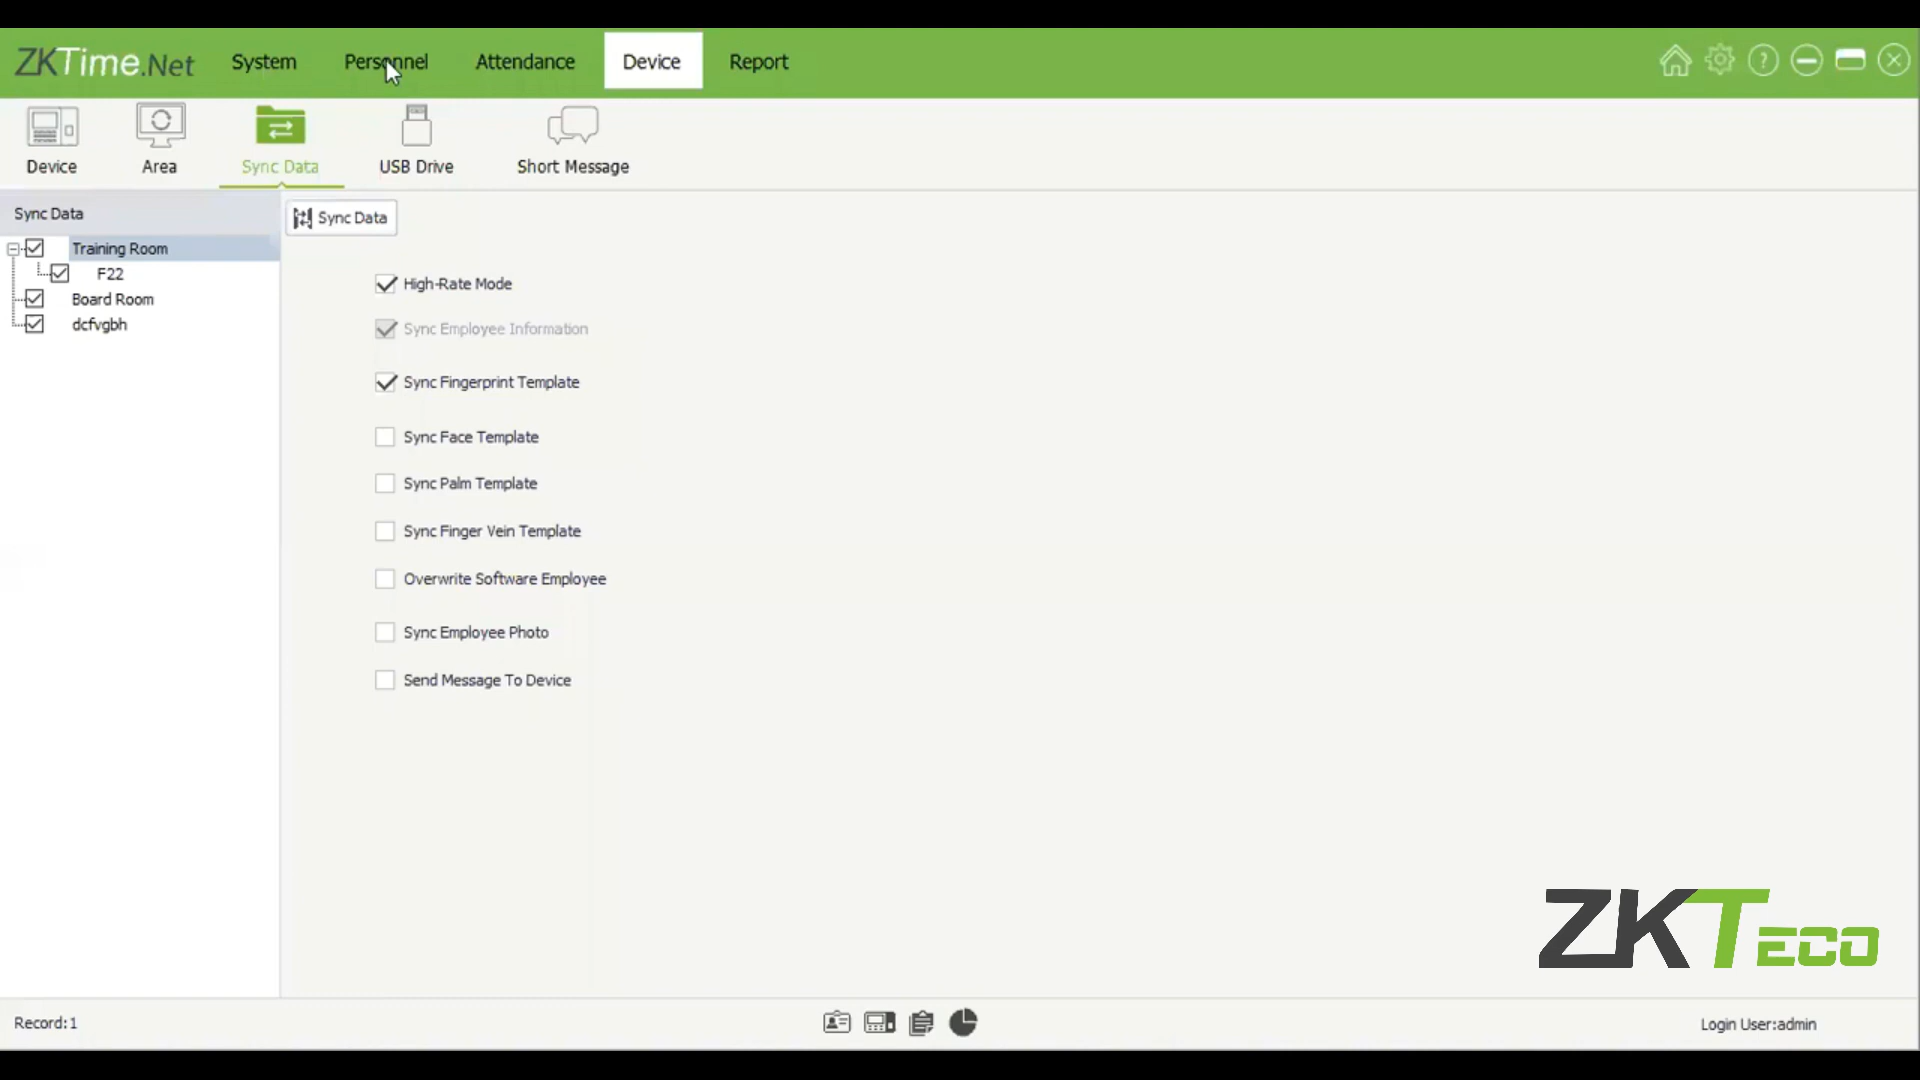 ZKTime.Net System Personnel Attendance Device Report
?
Device Area Sync Data USB Drive Short Message
Sync Data
Sync Data
Training Room
F22
Board Room
dcfvgbh
High-Rate Mode
Sync Employee Information
Sync Fingerprint Template
Sync Face Template
Sync Palm Template
Sync Finger Vein Template
Overwrite Software Employee
Sync Employee Photo
Send Message To Device
ZKTECO
Record:1
Login User:admin